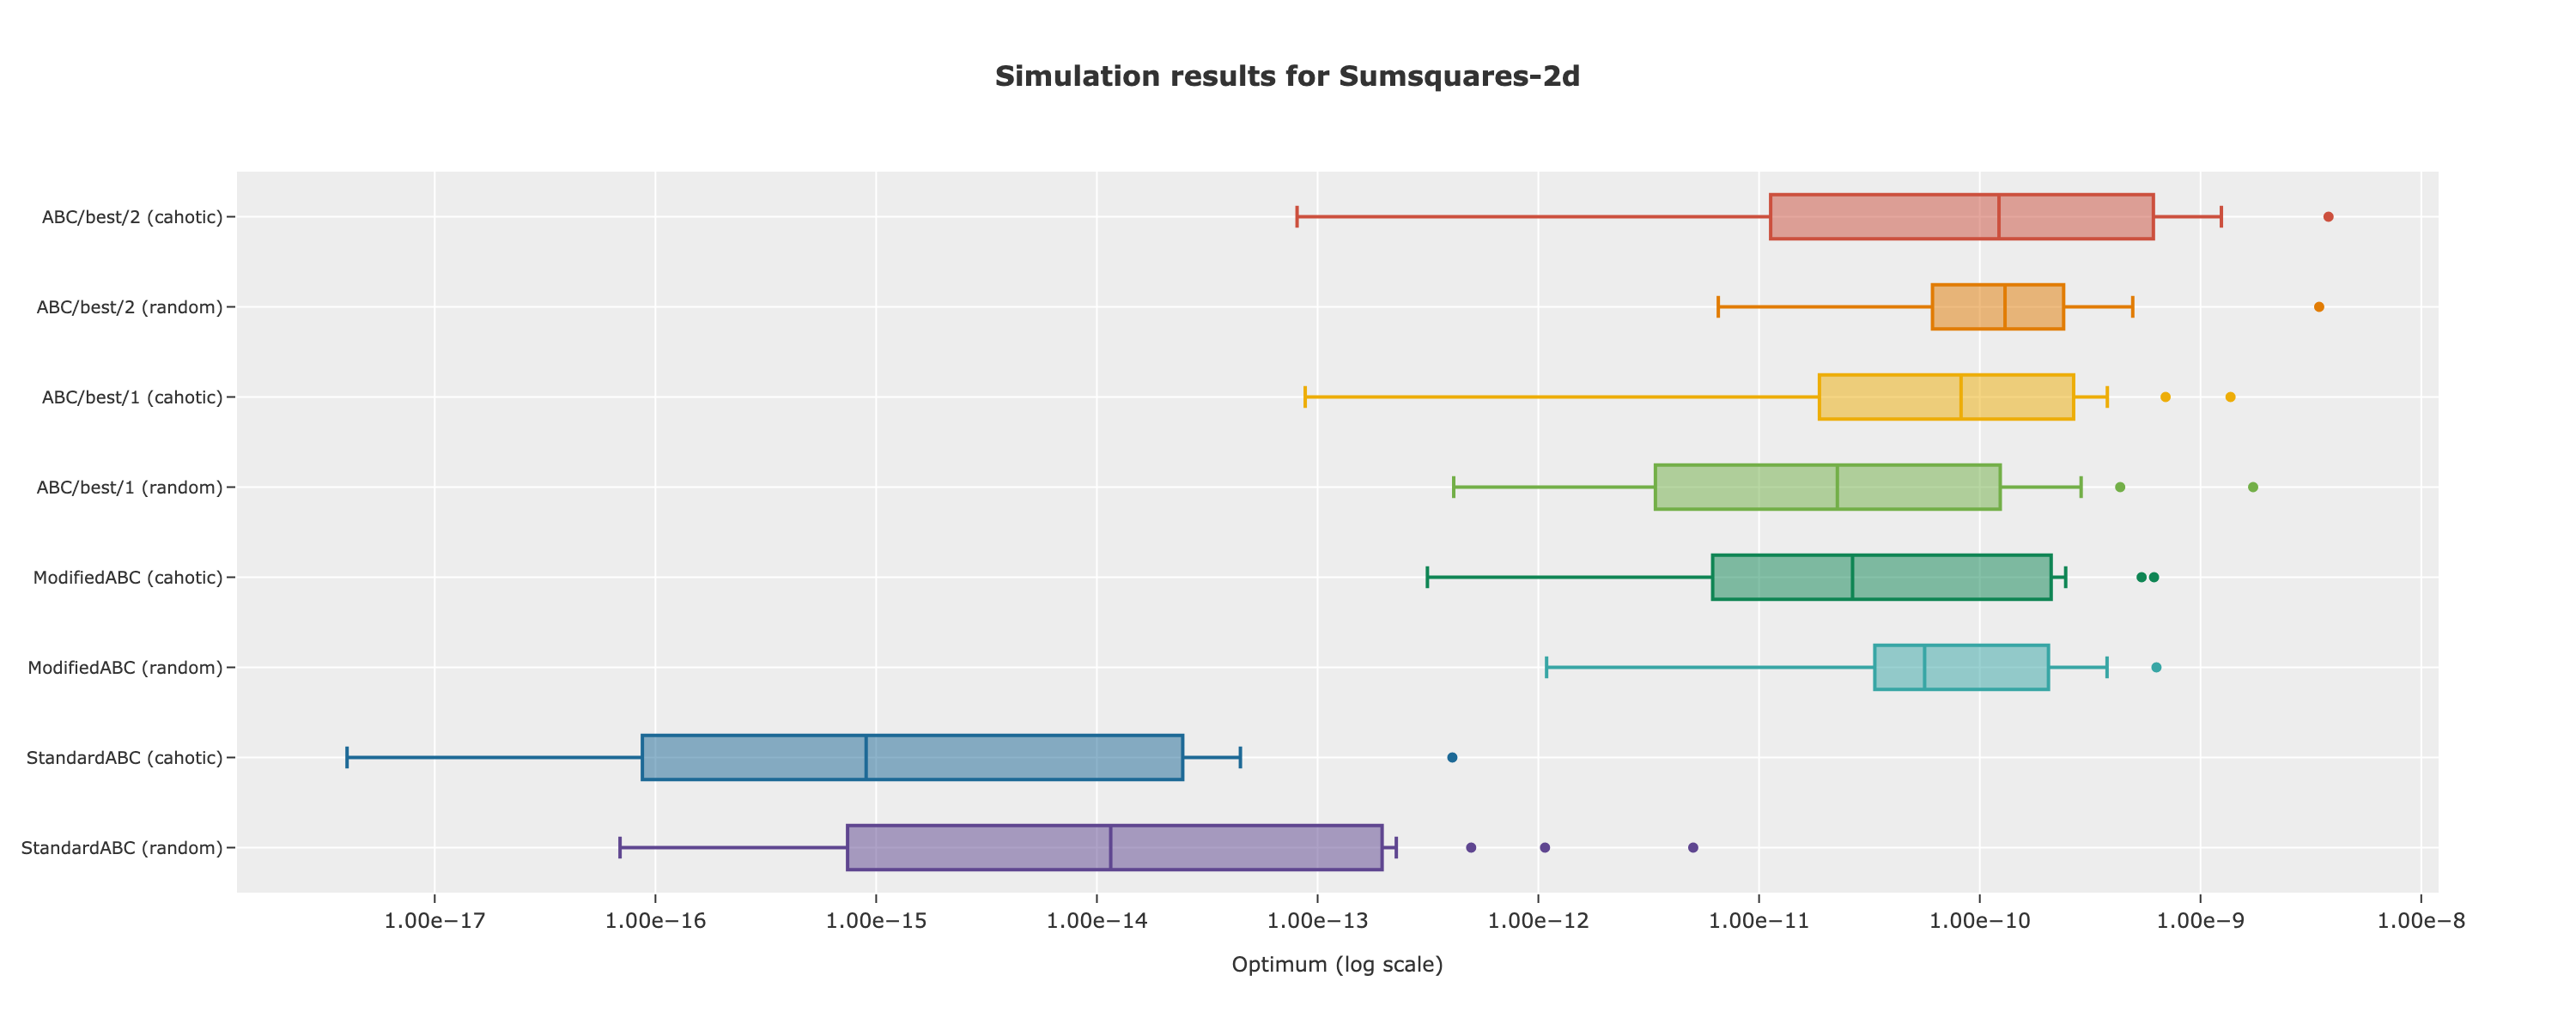 Simulation results for Sumsquares-2d
ABC/best/2 (cahotic)
ABC/best/2 (random)
ABC/best/1 (cahotic)
ABC/best/1 (random)
ModifiedABC (cahotic)
ModifiedABC (random)
StandardABC (cahotic)
StandardABC (random)
1.00e−17 1.00e−16 1.00e−15 1.00e−14 1.00e−13 1.00e−12 1.00e−11 1.00e−10 1.00e−9 1.00e−8
Optimum (log scale)